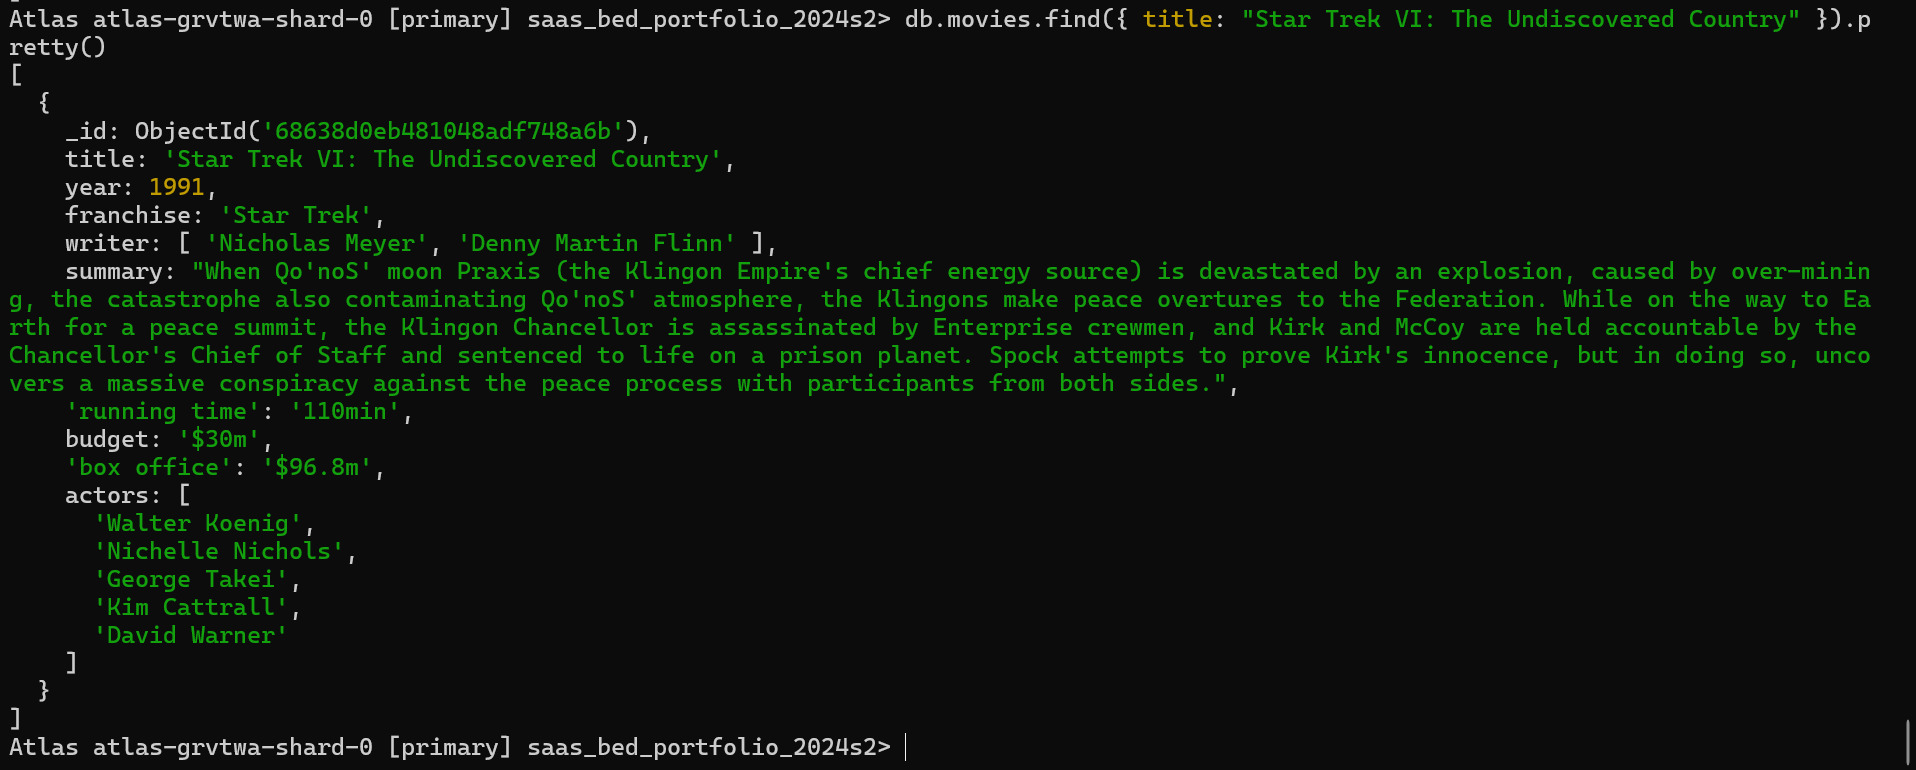 Atlas atlas-grvtwa-shard-0 [primary] saas_bed_portfolio_2024s2> db.movies.find({ title: "Star Trek VI: The Undiscovered Country" }).p
retty()
[
  {
    _id: ObjectId('68638d0eb481048adf748a6b'),
    title: 'Star Trek VI: The Undiscovered Country',
    year: 1991,
    franchise: 'Star Trek',
    writer: [ 'Nicholas Meyer', 'Denny Martin Flinn' ],
    summary: "When Qo'noS' moon Praxis (the Klingon Empire's chief energy source) is devastated by an explosion, caused by over-minin
g, the catastrophe also contaminating Qo'noS' atmosphere, the Klingons make peace overtures to the Federation. While on the way to Ea
rth for a peace summit, the Klingon Chancellor is assassinated by Enterprise crewmen, and Kirk and McCoy are held accountable by the
Chancellor's Chief of Staff and sentenced to life on a prison planet. Spock attempts to prove Kirk's innocence, but in doing so, unco
vers a massive conspiracy against the peace process with participants from both sides.",
    'running time': '110min',
    budget: '$30m',
    'box office': '$96.8m',
    actors: [
      'Walter Koenig',
      'Nichelle Nichols',
      'George Takei',
      'Kim Cattrall',
      'David Warner'
    ]
  }
]
Atlas atlas-grvtwa-shard-0 [primary] saas_bed_portfolio_2024s2>